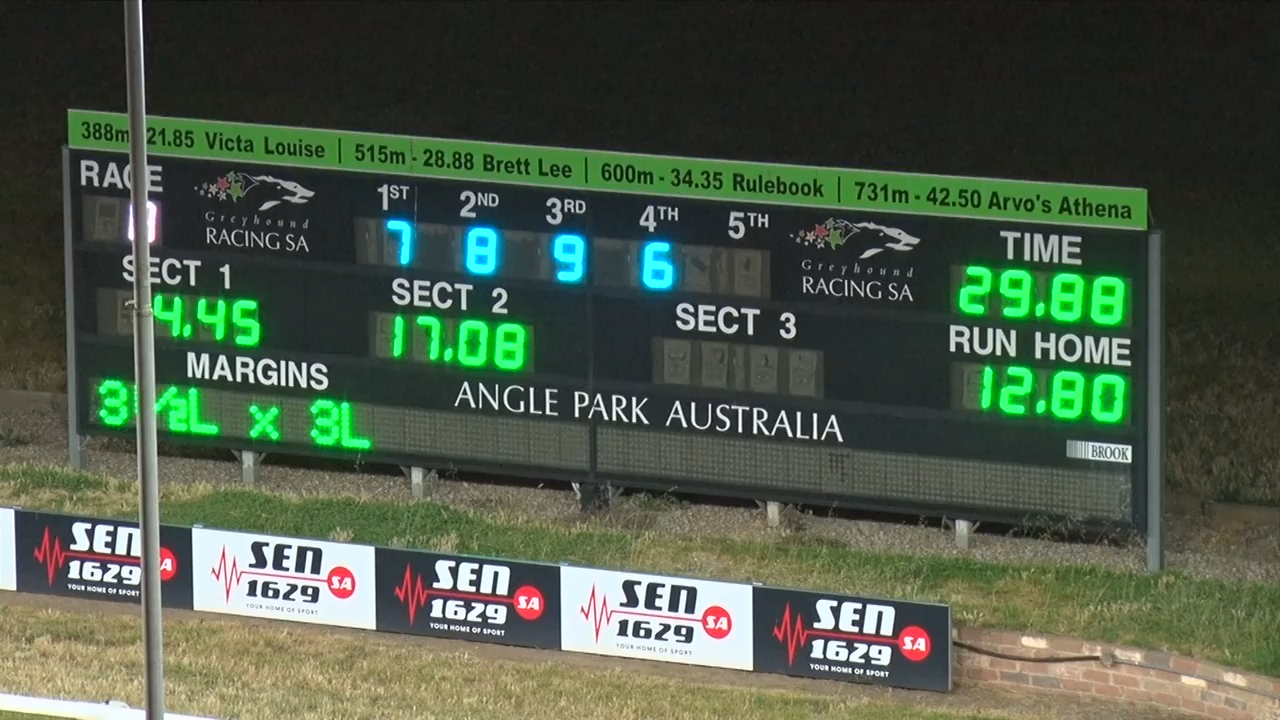 388m 21.85 Victa Louise | 515m - 28.88 Brett Lee | 600m - 34.35 Rulebook | 731m - 42.50 Arvo's Athena
RACE
Greyhound
RACING SA
1ST 2ND 3RD 4TH 5TH
7 8 9 6
Greyhound
RACING SA
TIME
29.88
SECT 1
4.45
SECT 2
17.08
SECT 3
RUN HOME
12.80
MARGINS
3 ½L x 3L
ANGLE PARK AUSTRALIA
BROOK
SEN
1629 SA
YOUR HOME OF SPORT
SEN
1629 SA
YOUR HOME OF SPORT
SEN
1629 SA
YOUR HOME OF SPORT
SEN
1629 SA
YOUR HOME OF SPORT
SEN
1629 SA
YOUR HOME OF SPORT